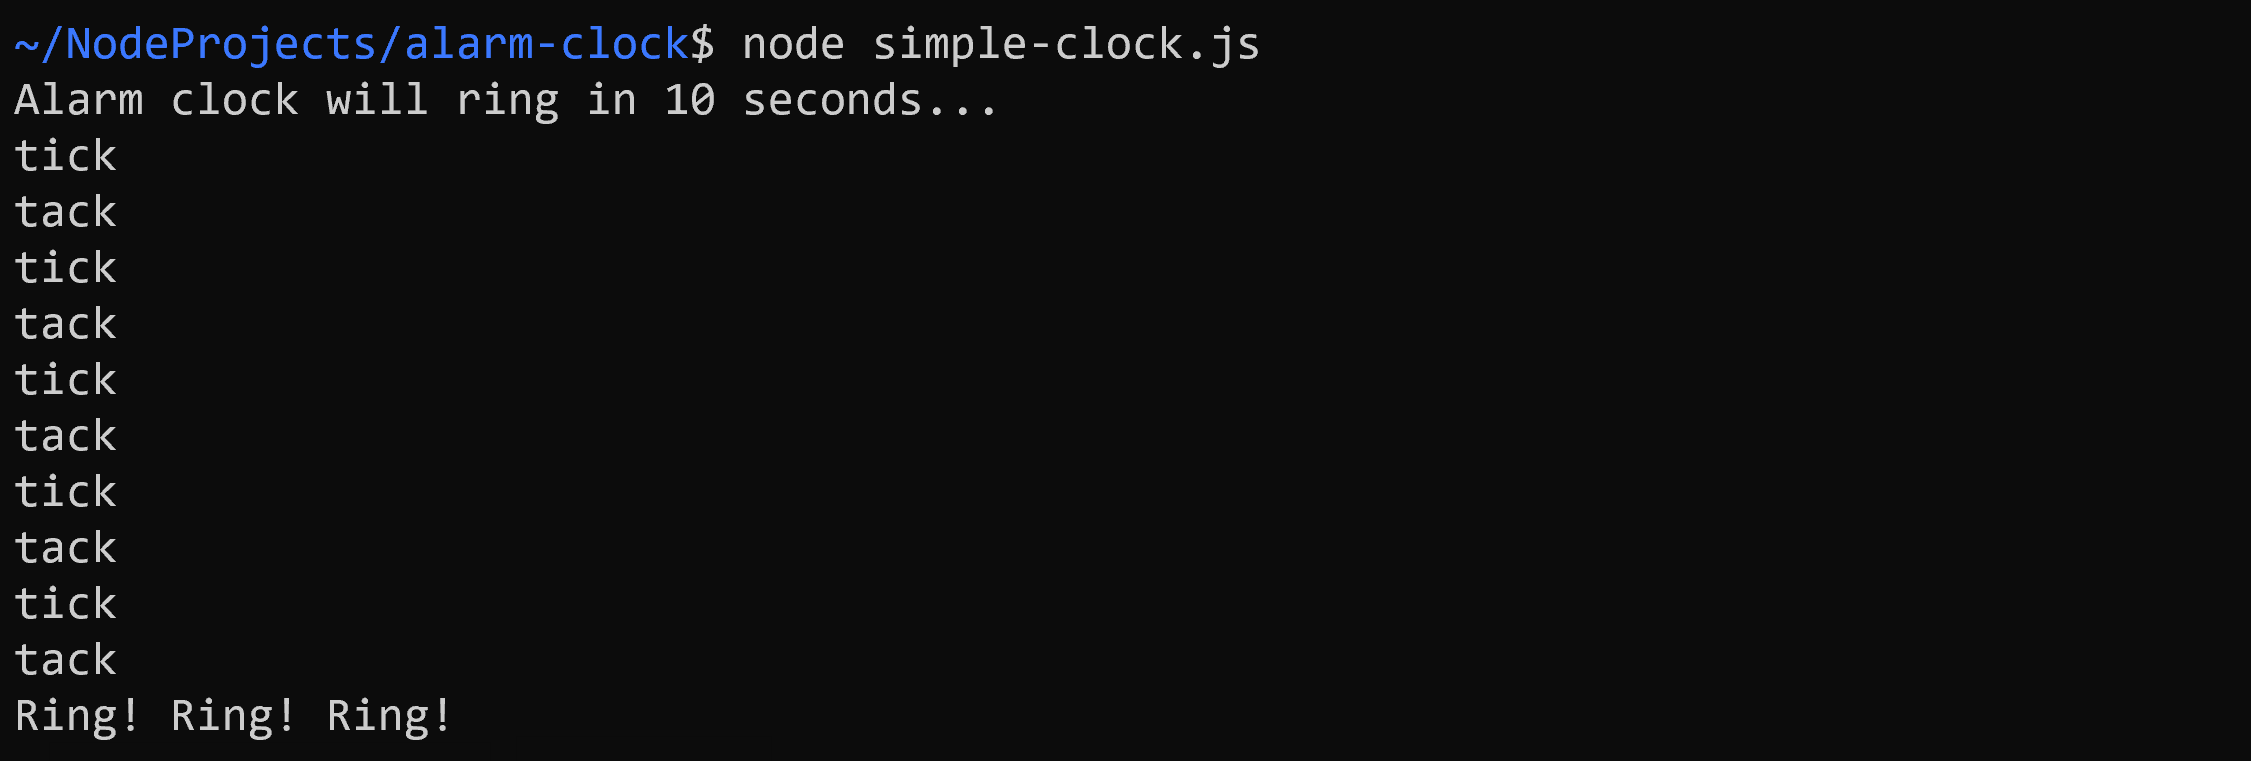 ~/NodeProjects/alarm-clock$ node simple-clock.js
Alarm clock will ring in 10 seconds...
tick
tack
tick
tack
tick
tack
tick
tack
tick
tack
Ring! Ring! Ring!